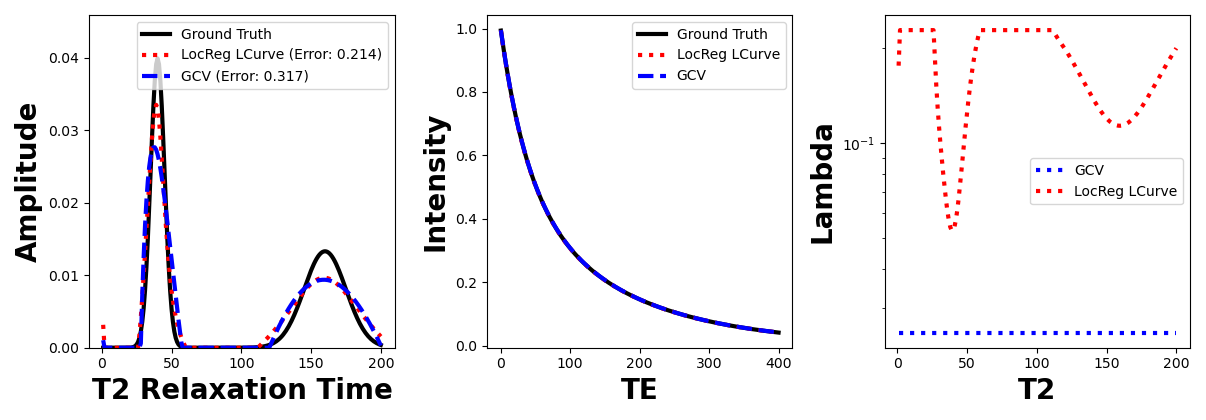 Amplitude
0.04
0.03
0.02
0.01
0.00
Ground Truth
LocReg LCurve (Error: 0.214)
GCV (Error: 0.317)
0 50 100 150 200
T2 Relaxation Time
Intensity
1.0
0.8
0.6
0.4
0.2
0.0
Ground Truth
LocReg LCurve
GCV
0 100 200 300 400
TE
Lambda
10⁻¹
GCV
LocReg LCurve
0 50 100 150 200
T2